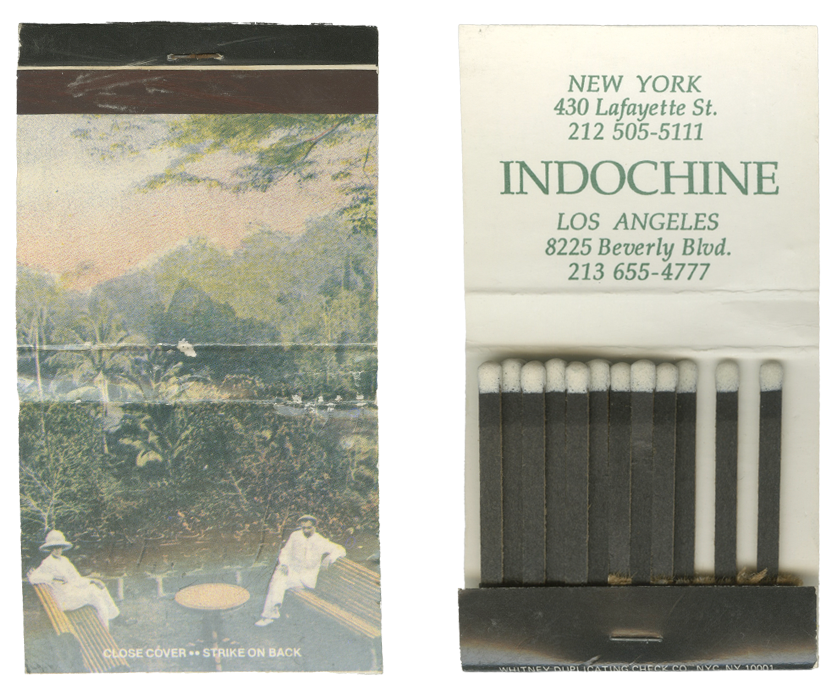 CLOSE COVER •• STRIKE ON BACK
NEW YORK
430 Lafayette St.
212 505-5111
INDOCHINE
LOS ANGELES
8225 Beverly Blvd.
213 655-4777
WHITNEY DUPLICATING CHECK CO., NYC, NY 10001